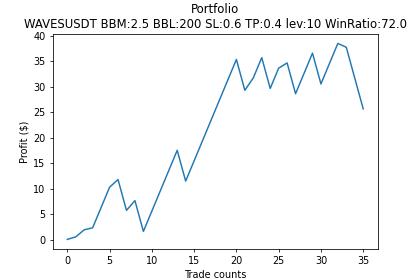 Portfolio
WAVESUSDT BBM:2.5 BBL:200 SL:0.6 TP:0.4 lev:10 WinRatio:72.0
40
35
30
25
20
15
10
5
0
Profit ($)
0 5 10 15 20 25 30 35
Trade counts